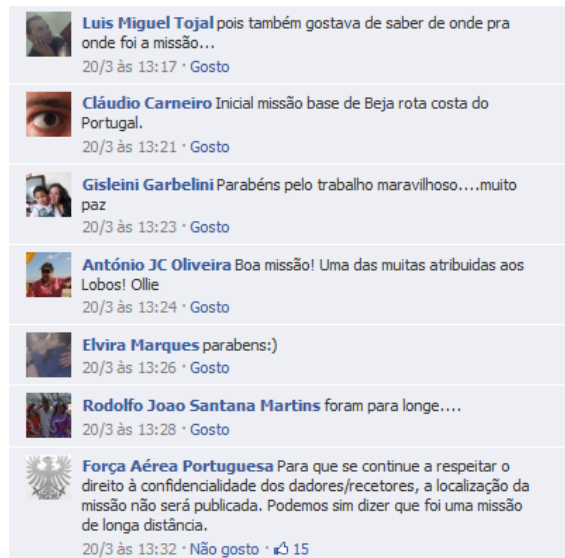 Luis Miguel Tojal pois também gostava de saber de onde pra
onde foi a missão...
20/3 às 13:17 · Gosto
Cláudio Carneiro Inicial missão base de Beja rota costa do
Portugal.
20/3 às 13:21 · Gosto
Gisleini Garbelini Parabéns pelo trabalho maravilhoso....muito
paz
20/3 às 13:23 · Gosto
António JC Oliveira Boa missão! Uma das muitas atribuidas aos
Lobos! Ollie
20/3 às 13:24 · Gosto
Elvira Marques parabens:)
20/3 às 13:26 · Gosto
Rodolfo Joao Santana Martins foram para longe....
20/3 às 13:28 · Gosto
Força Aérea Portuguesa Para que se continue a respeitar o
direito à confidencialidade dos dadores/recetores, a localização da
missão não será publicada. Podemos sim dizer que foi uma missão
de longa distância.
20/3 às 13:32 · Não gosto · 15